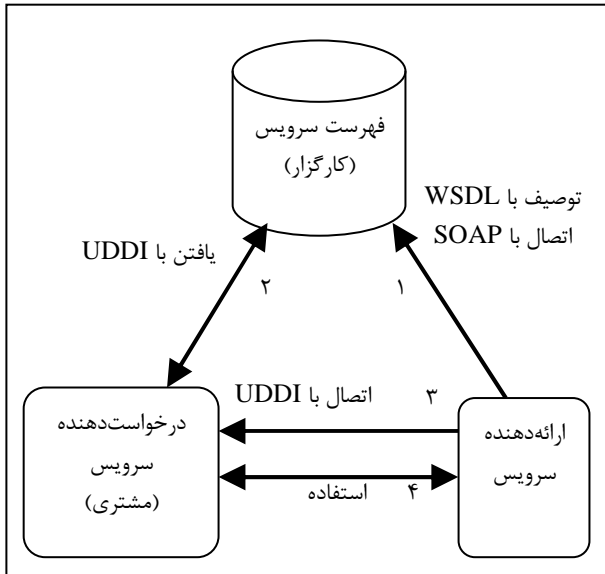 فهرست سرویس
(کارگزار)
توصیف با WSDL
اتصال با SOAP
یافتن با UDDI
۲
۱
اتصال با UDDI
۳
درخواست‌دهنده
سرویس
(مشتری)
ارائه‌دهنده
سرویس
استفاده
۴